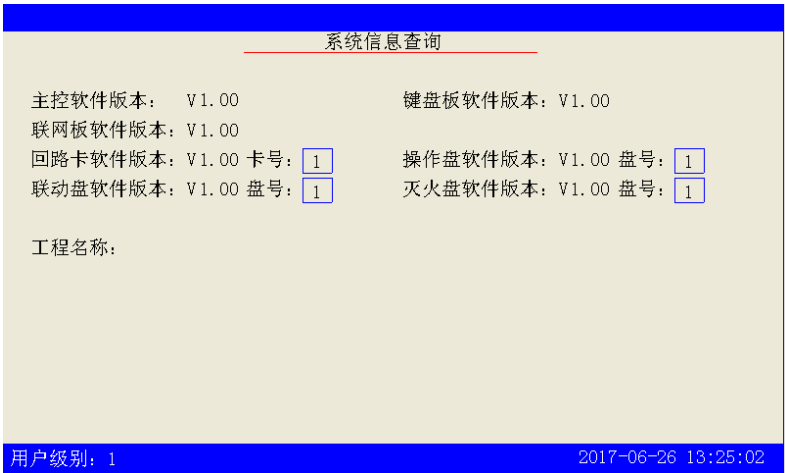 系统信息查询
主控软件版本: V1.00 键盘板软件版本: V1.00
联网板软件版本: V1.00
回路卡软件版本: V1.00 卡号: 1 操作盘软件版本: V1.00 盘号: 1
联动盘软件版本: V1.00 盘号: 1 灭火盘软件版本: V1.00 盘号: 1
工程名称:
用户级别: 1 2017-06-26 13:25:02